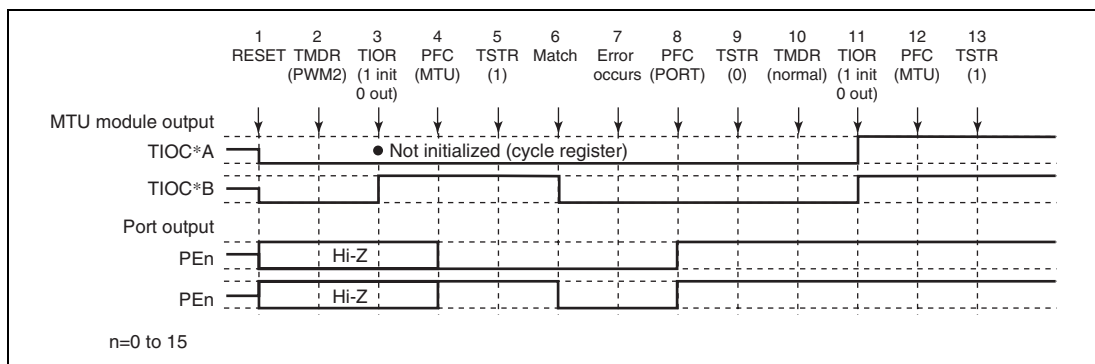 1 2 3 4 5 6 7 8 9 10 11 12 13
RESET TMDR TIOR PFC TSTR Match Error PFC TSTR TMDR TIOR PFC TSTR
(PWM2) (1 init (MTU) (1) occurs (PORT) (0) (normal) (1 init (MTU) (1)
0 out) 0 out)
MTU module output
TIOC*A ● Not initialized (cycle register)
TIOC*B
Port output
PEn Hi-Z
PEn Hi-Z
n=0 to 15